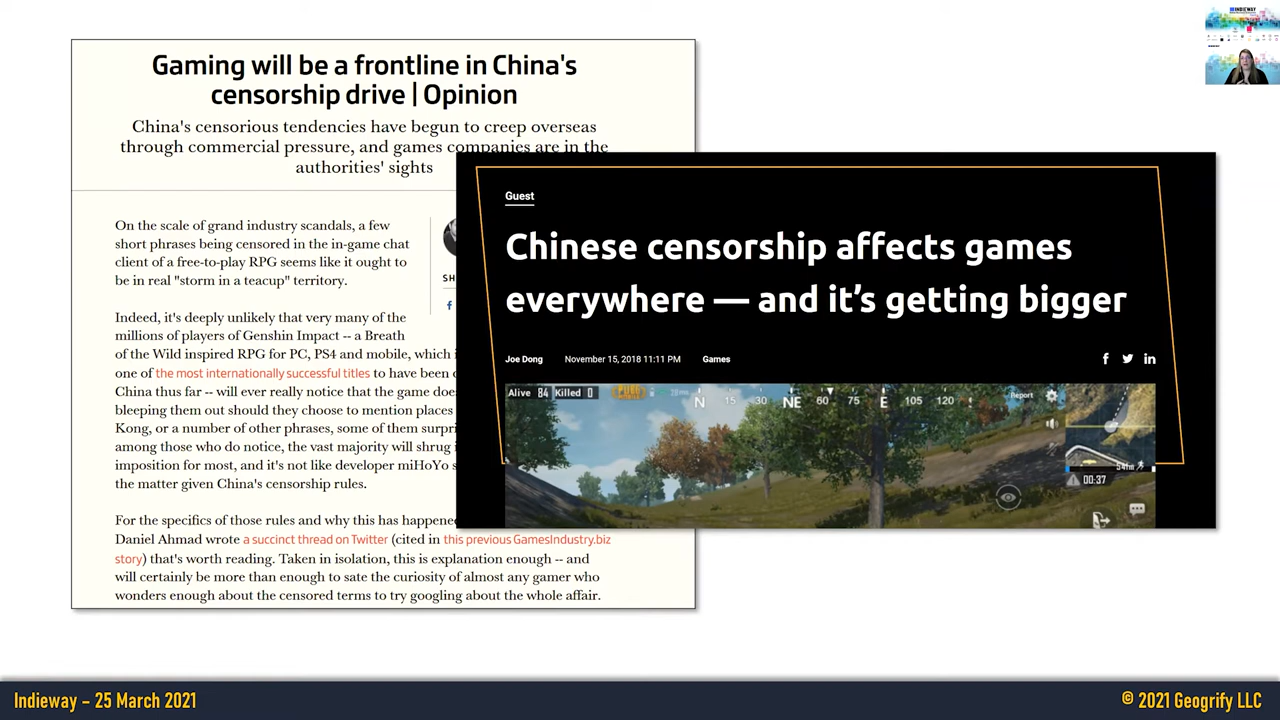 Gaming will be a frontline in China's
censorship drive | Opinion
China's censorious tendencies have begun to creep overseas
through commercial pressure, and games companies are in the
authorities' sights
On the scale of grand industry scandals, a few
short phrases being censored in the in-game chat
client of a free-to-play RPG seems like it ought to
be in real "storm in a teacup" territory.
Indeed, it's deeply unlikely that very many of the
millions of players of Genshin Impact -- a Breath
of the Wild inspired RPG for PC, PS4 and mobile, which i
one of the most internationally successful titles to have been
China thus far -- will ever really notice that the game does
bleeping them out should they choose to mention places
Kong, or a number of other phrases, some of them surpri
among those who do notice, the vast majority will shrug i
imposition for most, and it's not like developer miHoYo s
the matter given China's censorship rules.
For the specifics of those rules and why this has happened
Daniel Ahmad wrote a succinct thread on Twitter (cited in this previous GamesIndustry.biz
story) that's worth reading. Taken in isolation, this is explanation enough -- and
will certainly be more than enough to sate the curiosity of almost any gamer who
wonders enough about the censored terms to try googling about the whole affair.
SH
Guest
Chinese censorship affects games
everywhere — and it's getting bigger
Joe Dong November 15, 2018 11:11 PM Games
Alive 84 Killed 0
N 15 30 NE 60 75 E 105 120
Report
00:37
INDIEWAY
Indieway – 25 March 2021
© 2021 Geogrify LLC